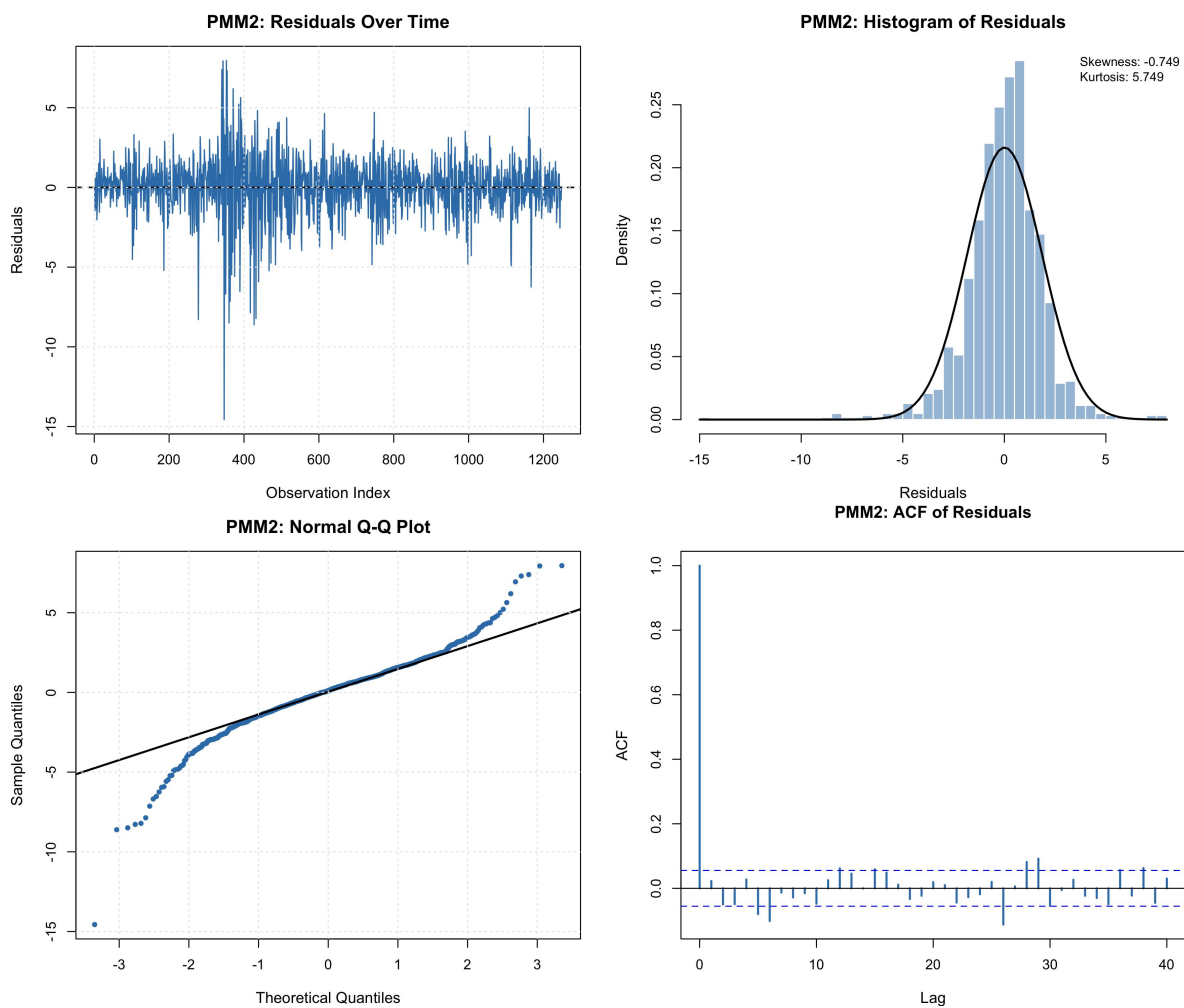 PMM2: Residuals Over Time
Residuals
5
0
-5
-10
-15
0 200 400 600 800 1000 1200
Observation Index
PMM2: Histogram of Residuals
Skewness: -0.749
Kurtosis: 5.749
Density
0.25
0.20
0.15
0.10
0.05
0.00
-15 -10 -5 0 5
Residuals
PMM2: Normal Q-Q Plot
Sample Quantiles
5
0
-5
-10
-15
-3 -2 -1 0 1 2 3
Theoretical Quantiles
PMM2: ACF of Residuals
ACF
1.0
0.8
0.6
0.4
0.2
0.0
0 10 20 30 40
Lag